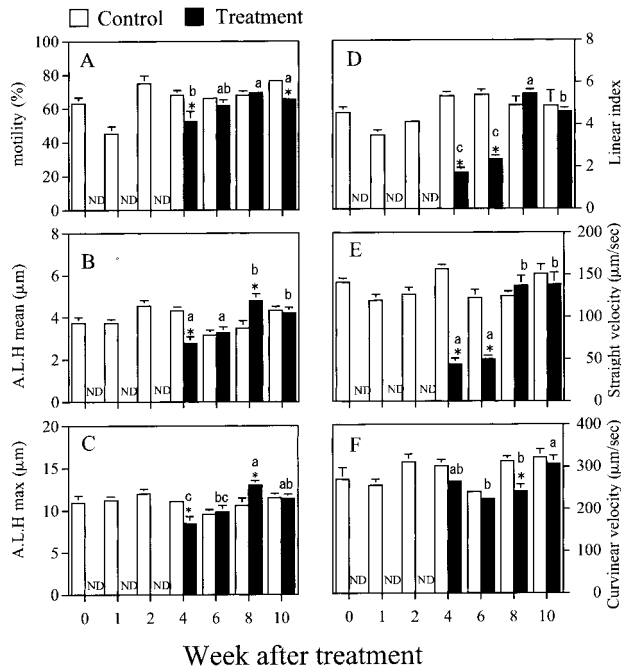 Control Treatment
A
motility (%)
100
80
60
40
20
0
ND ND ND
b
*
ab
a
a
*
B
A.L.H mean (μm)
8
6
4
2
0
ND ND ND
a
*
a
b
*
b
C
A.L.H max (μm)
20
15
10
5
0
ND ND ND
c
*
bc
a
*
ab
0 1 2 4 6 8 10
D
Linear index
8
6
4
2
0
ND ND ND
c
*
c
*
a
b
E
Straight velocity (μm/sec)
200
150
100
50
0
ND ND ND
a
*
a
*
b
b
F
Curvinear velocity (μm/sec)
400
300
200
100
0
ND ND ND
ab
b
b
*
a
0 1 2 4 6 8 10
Week after treatment